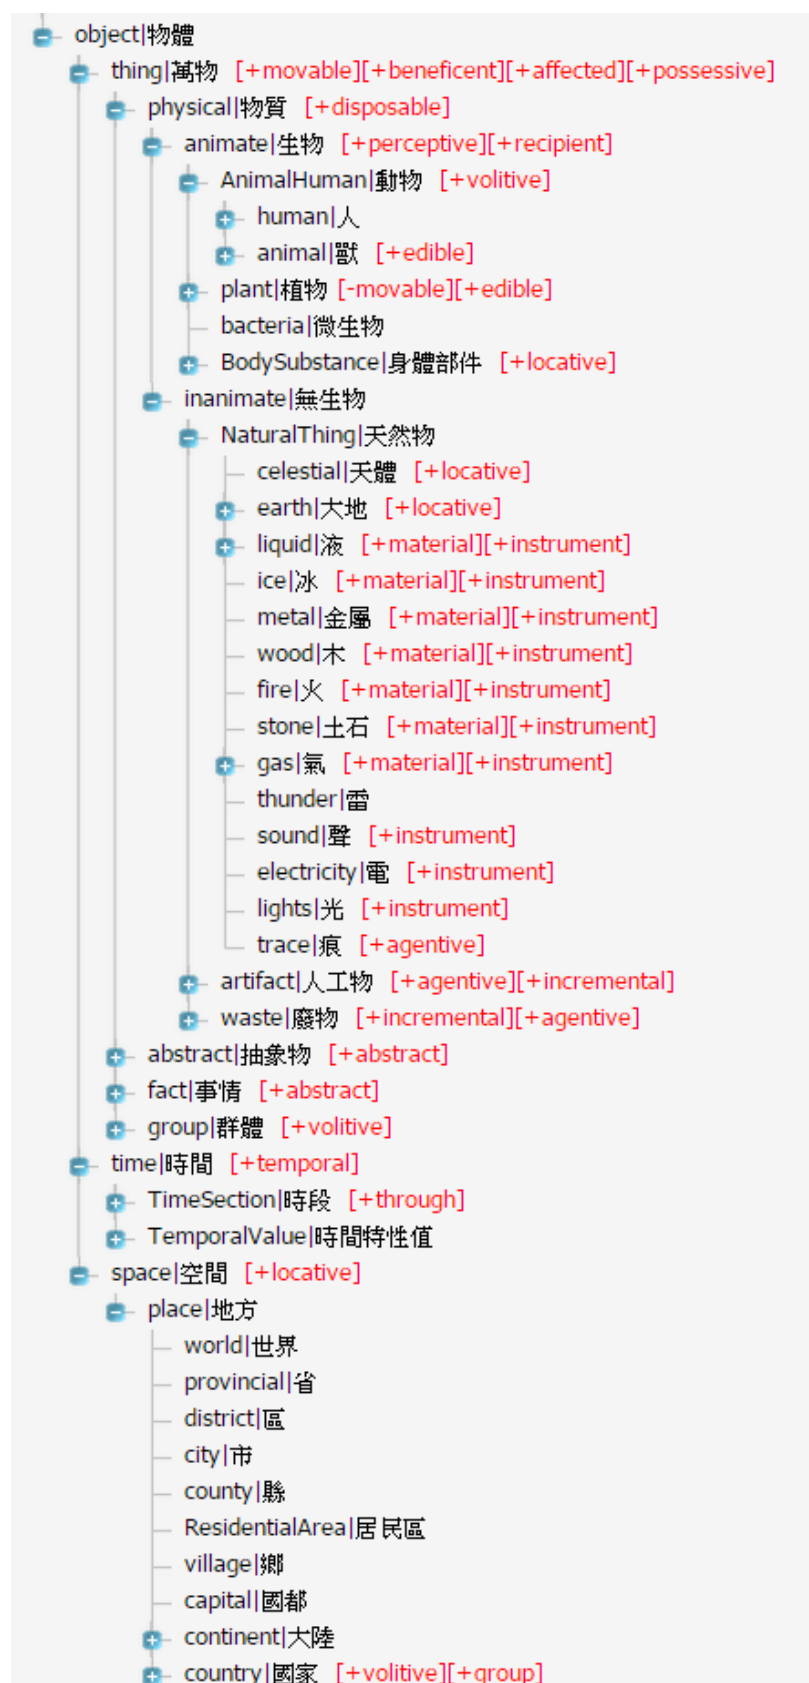 object|物體
thing|萬物 [+movable][+beneficent][+affected][+possessive]
physical|物質 [+disposable]
animate|生物 [+perceptive][+recipient]
AnimalHuman|動物 [+volitive]
human|人
animal|獸 [+edible]
plant|植物 [-movable][+edible]
bacteria|微生物
BodySubstance|身體部件 [+locative]
inanimate|無生物
NaturalThing|天然物
celestial|天體 [+locative]
earth|大地 [+locative]
liquid|液 [+material][+instrument]
ice|冰 [+material][+instrument]
metal|金屬 [+material][+instrument]
wood|木 [+material][+instrument]
fire|火 [+material][+instrument]
stone|土石 [+material][+instrument]
gas|氣 [+material][+instrument]
thunder|雷
sound|聲 [+instrument]
electricity|電 [+instrument]
lights|光 [+instrument]
trace|痕 [+agentive]
artifact|人工物 [+agentive][+incremental]
waste|廢物 [+incremental][+agentive]
abstract|抽象物 [+abstract]
fact|事情 [+abstract]
group|群體 [+volitive]
time|時間 [+temporal]
TimeSection|時段 [+through]
TemporalValue|時間特性值
space|空間 [+locative]
place|地方
world|世界
provincial|省
district|區
city|市
county|縣
ResidentialArea|居民區
village|鄉
capital|國都
continent|大陸
country|國家 [+volitive][+group]